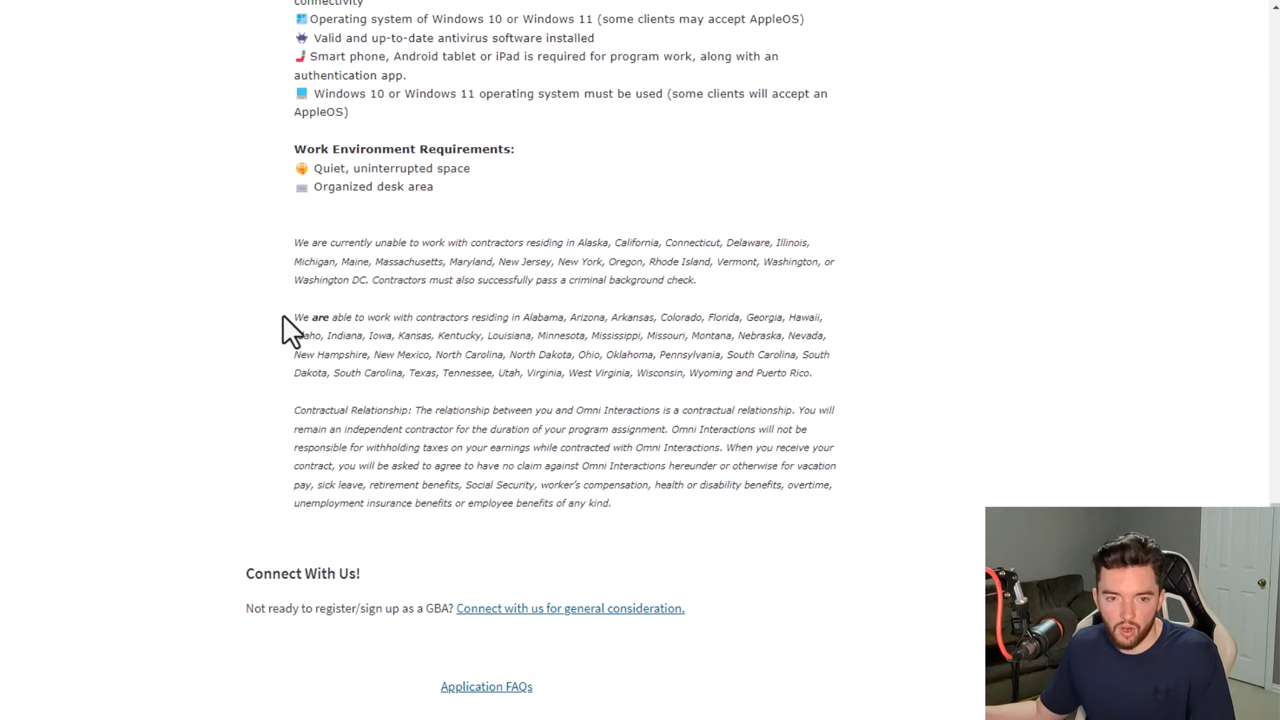 connectivity
Operating system of Windows 10 or Windows 11 (some clients may accept AppleOS)
Valid and up-to-date antivirus software installed
Smart phone, Android tablet or iPad is required for program work, along with an
authentication app.
Windows 10 or Windows 11 operating system must be used (some clients will accept an
AppleOS)
Work Environment Requirements:
Quiet, uninterrupted space
Organized desk area
We are currently unable to work with contractors residing in Alaska, California, Connecticut, Delaware, Illinois,
Michigan, Maine, Massachusetts, Maryland, New Jersey, New York, Oregon, Rhode Island, Vermont, Washington, or
Washington DC. Contractors must also successfully pass a criminal background check.
We are able to work with contractors residing in Alabama, Arizona, Arkansas, Colorado, Florida, Georgia, Hawaii,
Indiana, Iowa, Kansas, Kentucky, Louisiana, Minnesota, Mississippi, Missouri, Montana, Nebraska, Nevada,
New Hampshire, New Mexico, North Carolina, North Dakota, Ohio, Oklahoma, Pennsylvania, South Carolina, South
Dakota, South Carolina, Texas, Tennessee, Utah, Virginia, West Virginia, Wisconsin, Wyoming and Puerto Rico.
Contractual Relationship: The relationship between you and Omni Interactions is a contractual relationship. You will
remain an independent contractor for the duration of your program assignment. Omni Interactions will not be
responsible for withholding taxes on your earnings while contracted with Omni Interactions. When you receive your
contract, you will be asked to agree to have no claim against Omni Interactions hereunder or otherwise for vacation
pay, sick leave, retirement benefits, Social Security, worker's compensation, health or disability benefits, overtime,
unemployment insurance benefits or employee benefits of any kind.
Connect With Us!
Not ready to register/sign up as a GBA? Connect with us for general consideration.
Application FAQs